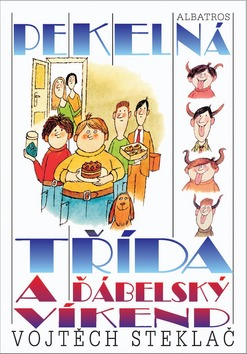 ALBATROS
PEKELNÁ
TŘÍDA
A ĎÁBELSKÝ
VÍKEND
VOJTĚCH STEKLAČ